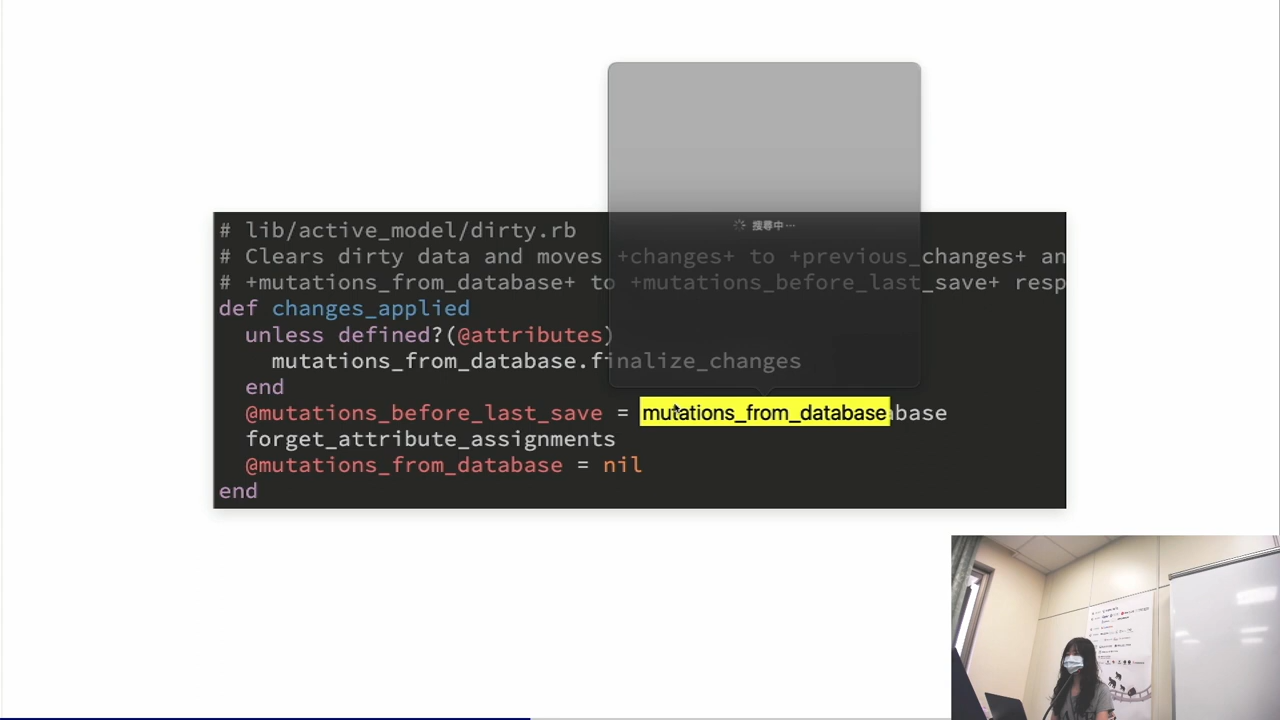 搜尋中…
# lib/active_model/dirty.rb
# Clears dirty data and moves +changes+ to +previous_changes+ an
# +mutations_from_database+ to +mutations_before_last_save+ resp
def changes_applied
unless defined?(@attributes)
mutations_from_database.finalize_changes
end
@mutations_before_last_save = mutations_from_database
forget_attribute_assignments
@mutations_from_database = nil
end